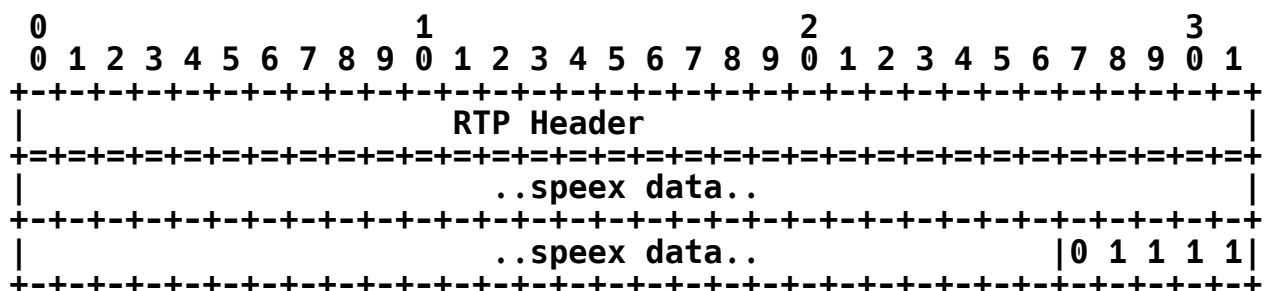 0                   1                   2                   3
 0 1 2 3 4 5 6 7 8 9 0 1 2 3 4 5 6 7 8 9 0 1 2 3 4 5 6 7 8 9 0 1
+-+-+-+-+-+-+-+-+-+-+-+-+-+-+-+-+-+-+-+-+-+-+-+-+-+-+-+-+-+-+-+-+
|                      RTP Header                               |
+=+=+=+=+=+=+=+=+=+=+=+=+=+=+=+=+=+=+=+=+=+=+=+=+=+=+=+=+=+=+=+=+
|                        ..speex data..                         |
+-+-+-+-+-+-+-+-+-+-+-+-+-+-+-+-+-+-+-+-+-+-+-+-+-+-+-+-+-+-+-+-+
|                        ..speex data..               |0 1 1 1 1|
+-+-+-+-+-+-+-+-+-+-+-+-+-+-+-+-+-+-+-+-+-+-+-+-+-+-+-+-+-+-+-+-+